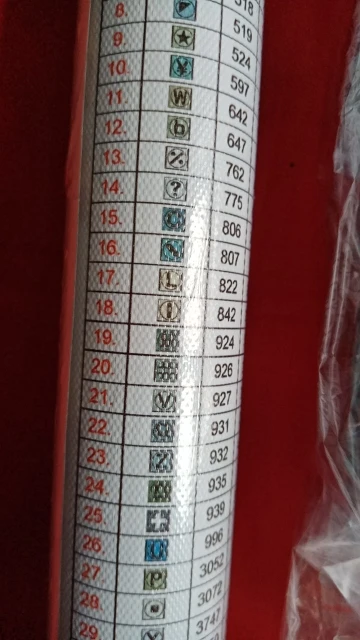 518
8. 519
9. ★ 524
10. ¥ 597
11. W 642
12. b 647
13. ٪ 762
14. ? 775
15. 806
16. 807
17. L 822
18. i 842
19. 924
20. 926
21. V 927
22. 931
23. 932
24. 935
25. 939
26. 996
27. P 3052
28. 3072
29. 3747